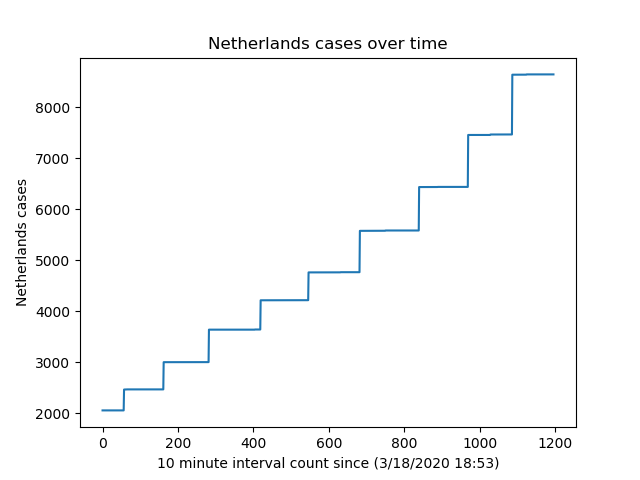 Netherlands cases over time
Netherlands cases
8000
7000
6000
5000
4000
3000
2000
0 200 400 600 800 1000 1200
10 minute interval count since (3/18/2020 18:53)